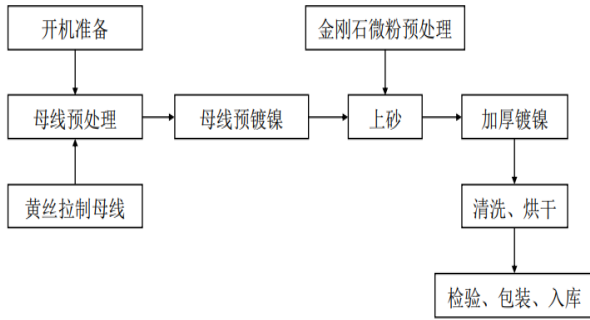 开机准备
金刚石微粉预处理
母线预处理
母线预镀镍
上砂
加厚镀镍
黄丝拉制母线
清洗、烘干
检验、包装、入库